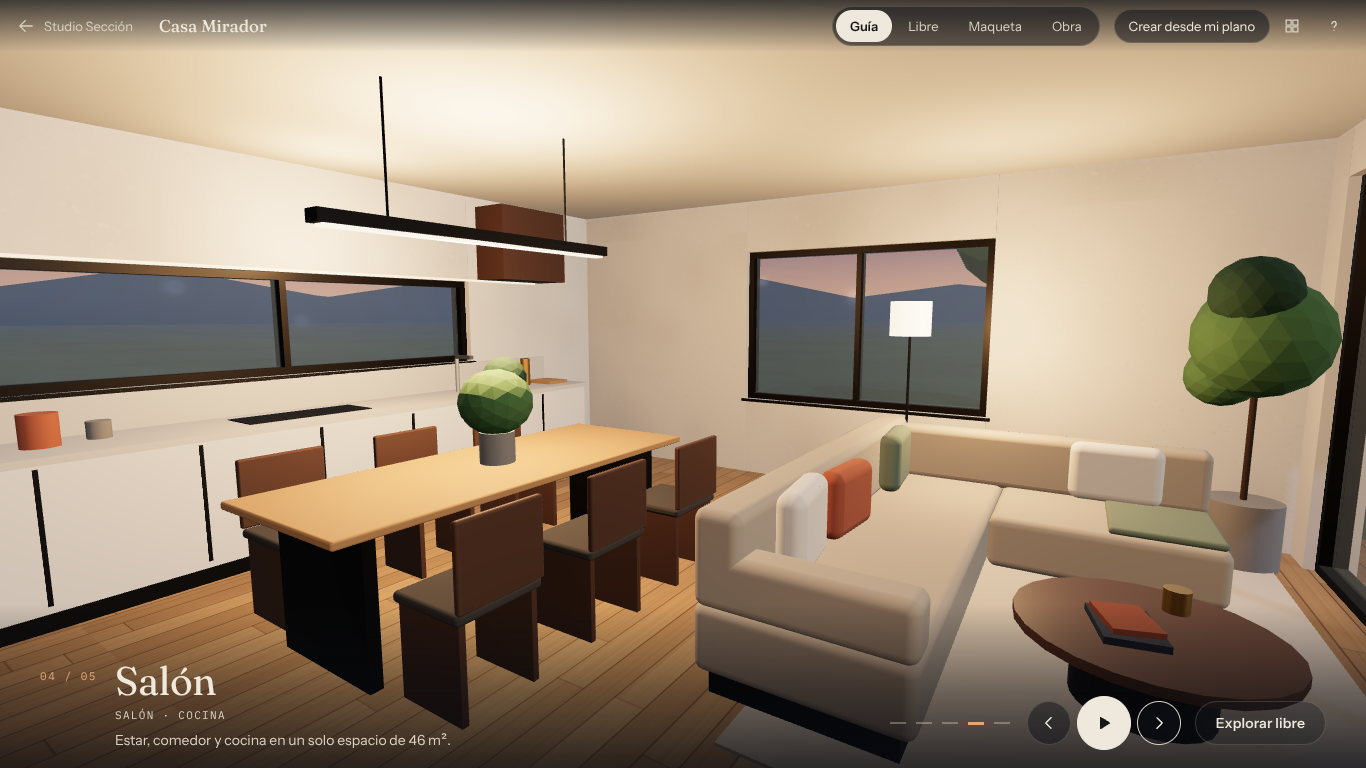 Studio Sección
Casa Mirador
Guía
Libre
Maqueta
Obra
Crear desde mi plano
?
04 / 05
Salón
SALÓN · COCINA
Estar, comedor y cocina en un solo espacio de 46 m².
Explorar libre